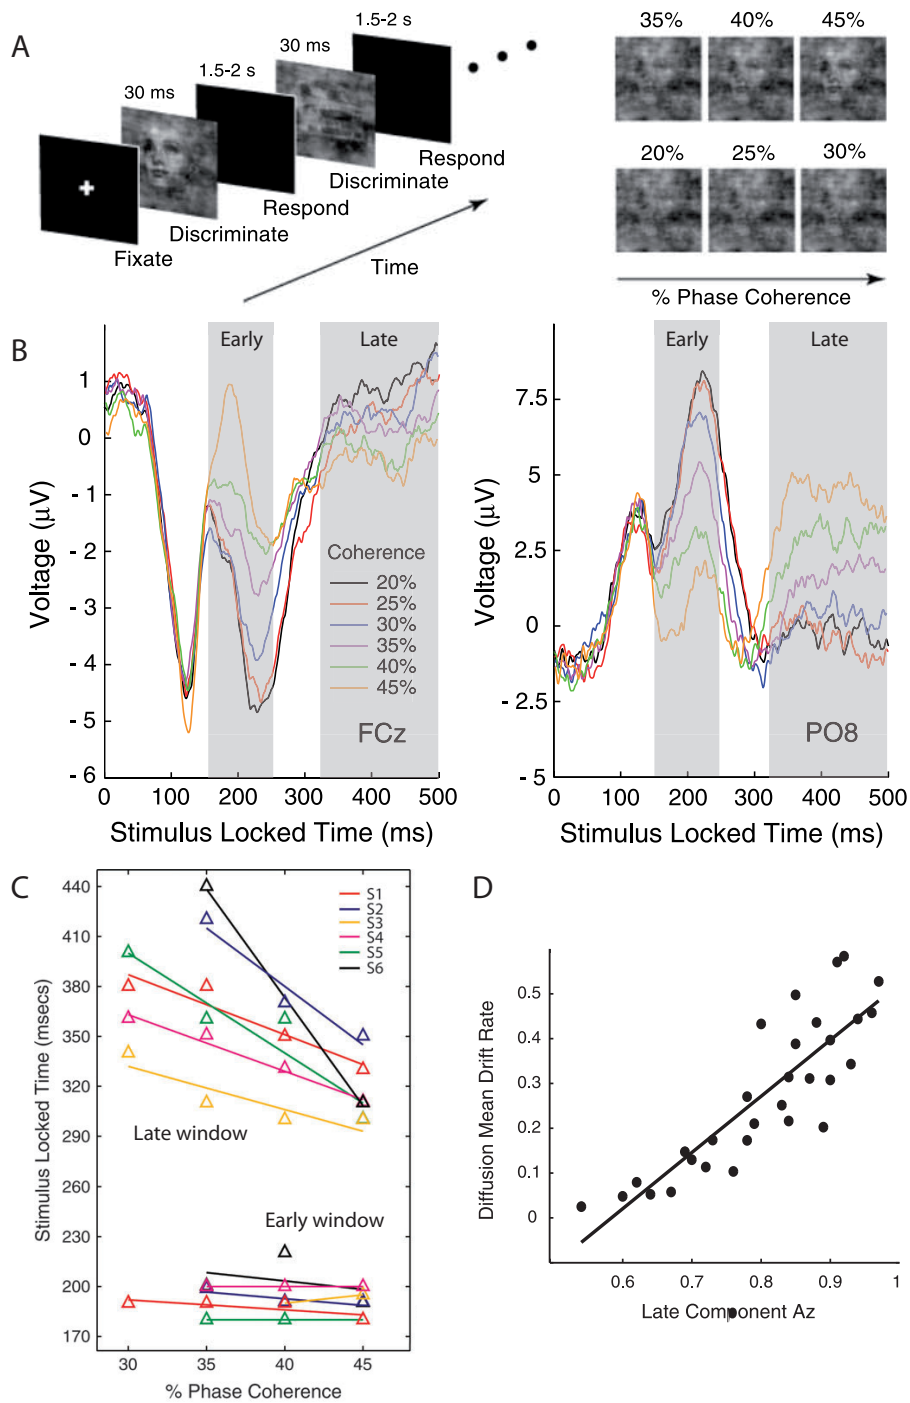 A
30 ms
1.5-2 s
30 ms
1.5-2 s
Fixate
Discriminate
Respond
Discriminate
Respond
Time
35% 40% 45%
20% 25% 30%
% Phase Coherence
B
Early Late
1
0
- 1
- 2
- 3
- 4
- 5
- 6
Voltage (μV)
Coherence
20%
25%
30%
35%
40%
45%
FCz
0 100 200 300 400 500
Stimulus Locked Time (ms)
Early Late
7.5
5
2.5
0
-2.5
-5
Voltage (μV)
PO8
0 100 200 300 400 500
Stimulus Locked Time (ms)
C
440
410
380
350
320
290
260
230
200
170
Stimulus Locked Time (msecs)
S1
S2
S3
S4
S5
S6
Late window
Early window
30 35 40 45
% Phase Coherence
D
0.5
0.4
0.3
0.2
0.1
0
Diffusion Mean Drift Rate
0.6 0.7 0.8 0.9 1
Late Component Az